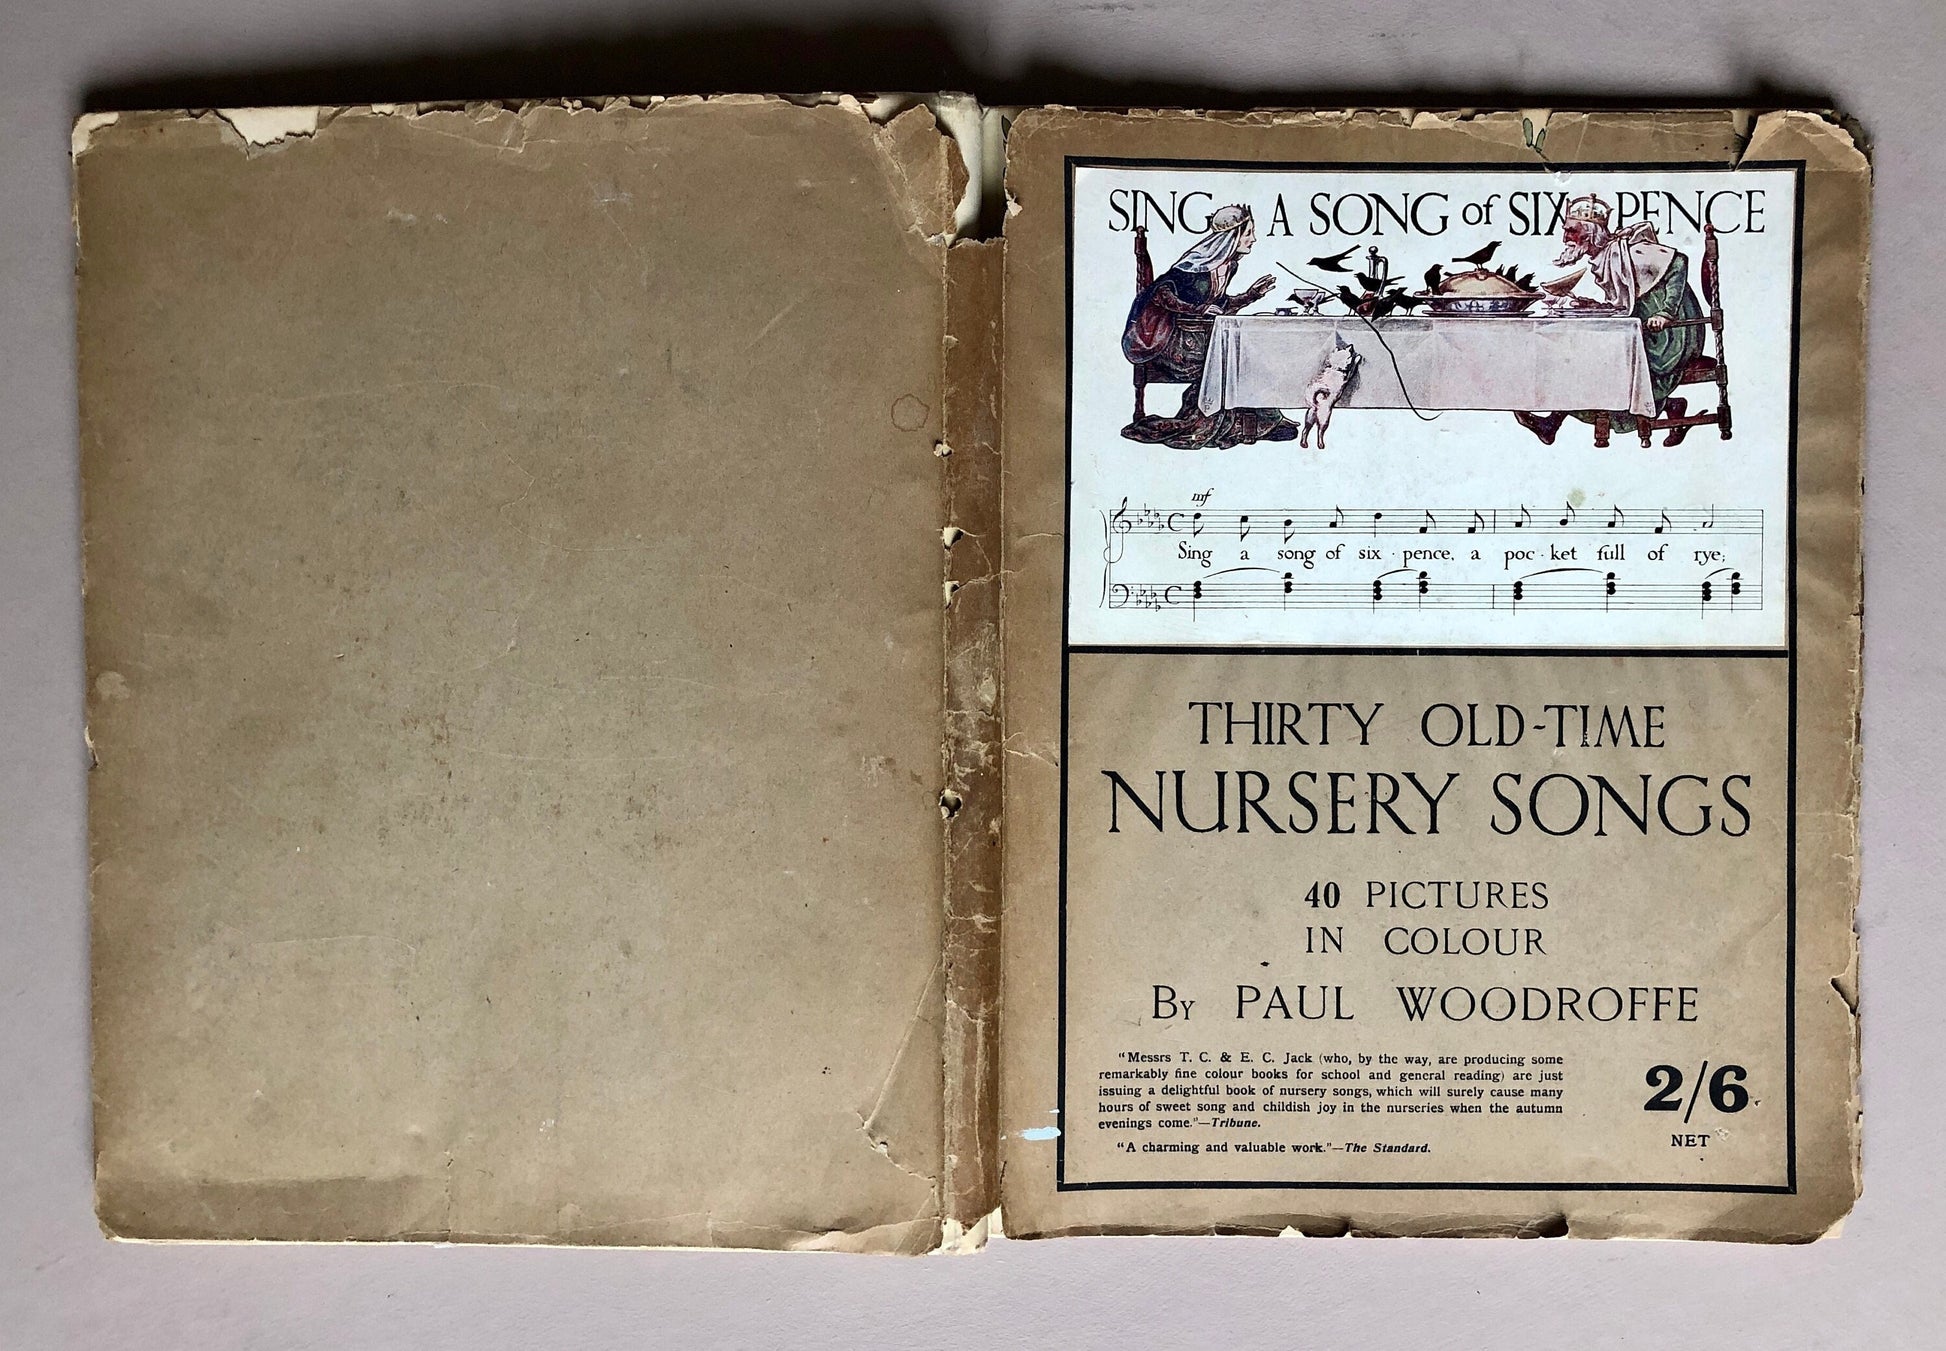 SING A SONG of SIXPENCE
mf
Sing a song of six · pence, a poc · ket full of rye;
THIRTY OLD-TIME
NURSERY SONGS
40 PICTURES
IN COLOUR
By PAUL WOODROFFE
"Messrs T. C. & E. C. Jack (who, by the way, are producing some
remarkably fine colour books for school and general reading) are just
issuing a delightful book of nursery songs, which will surely cause many
hours of sweet song and childish joy in the nurseries when the autumn
evenings come."—Tribune.
"A charming and valuable work."—The Standard.
2/6
NET